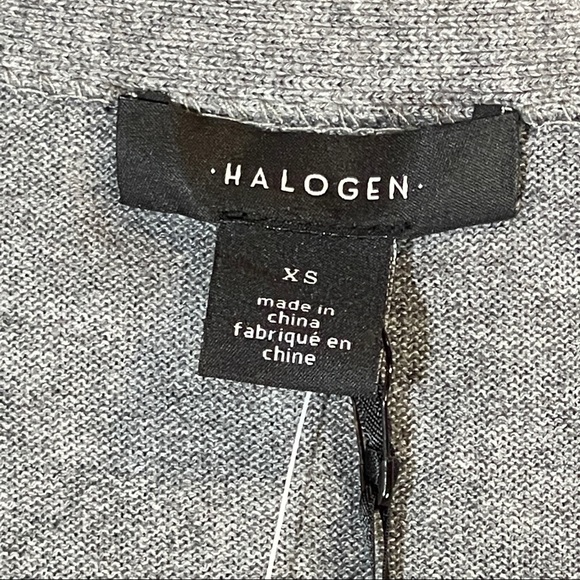 ·HALOGEN·
XS
made in
china
fabriqué en
chine